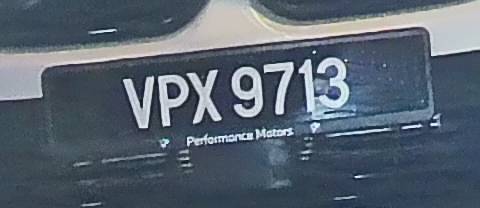 VPX 9713
Performance Motors